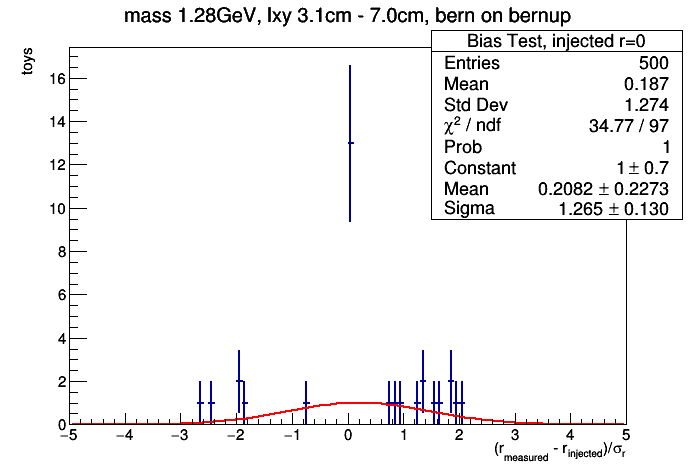 mass 1.28GeV, lxy 3.1cm - 7.0cm, bern on bernup
Bias Test, injected r=0
Entries 500
Mean 0.187
Std Dev 1.274
χ² / ndf 34.77 / 97
Prob 1
Constant 1 ± 0.7
Mean 0.2082 ± 0.2273
Sigma 1.265 ± 0.130
toys
16
14
12
10
8
6
4
2
0
−5 −4 −3 −2 −1 0 1 2 3 4 5
(r_measured - r_injected)/σ_r